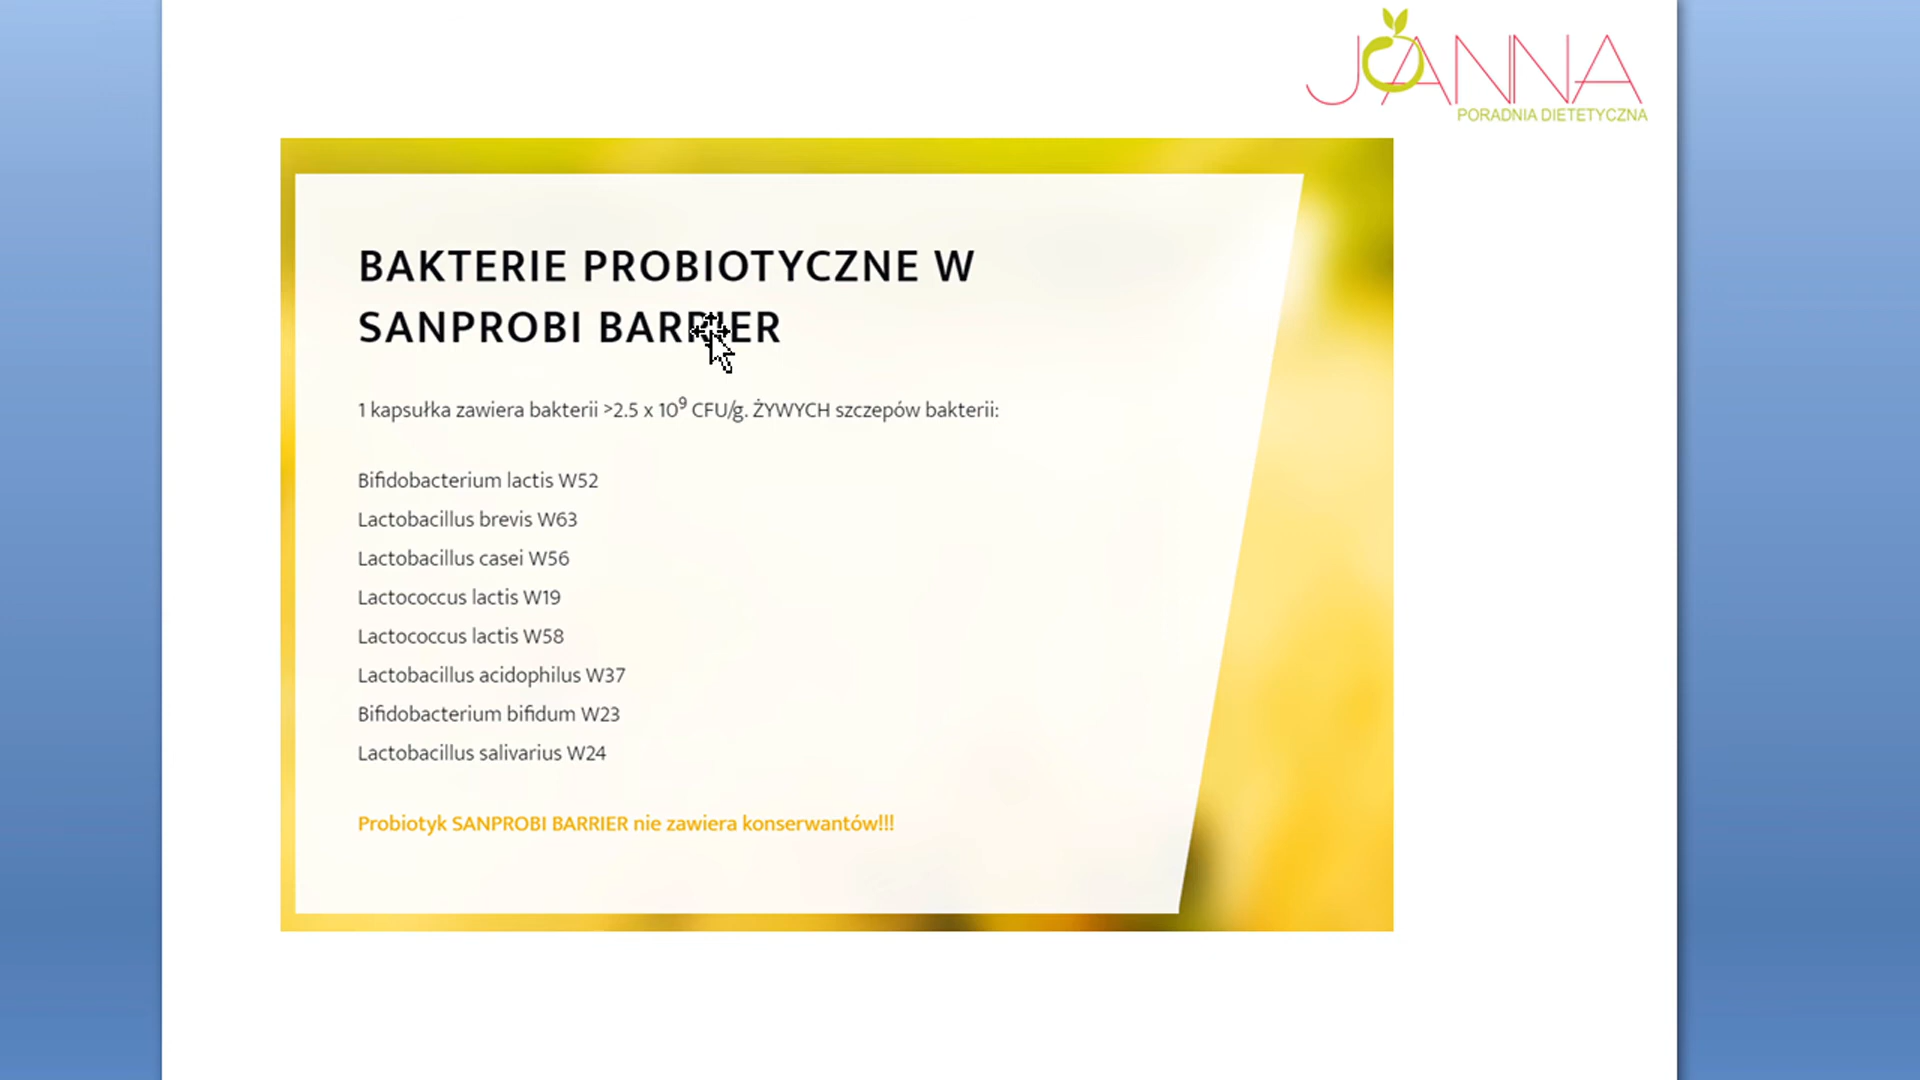 JOANNA
PORADNIA DIETETYCZNA
BAKTERIE PROBIOTYCZNE W
SANPROBI BARRIER
1 kapsułka zawiera bakterii >2.5 x 10⁹ CFU/g. ŻYWYCH szczepów bakterii:
Bifidobacterium lactis W52
Lactobacillus brevis W63
Lactobacillus casei W56
Lactococcus lactis W19
Lactococcus lactis W58
Lactobacillus acidophilus W37
Bifidobacterium bifidum W23
Lactobacillus salivarius W24
Probiotyk SANPROBI BARRIER nie zawiera konserwantów!!!